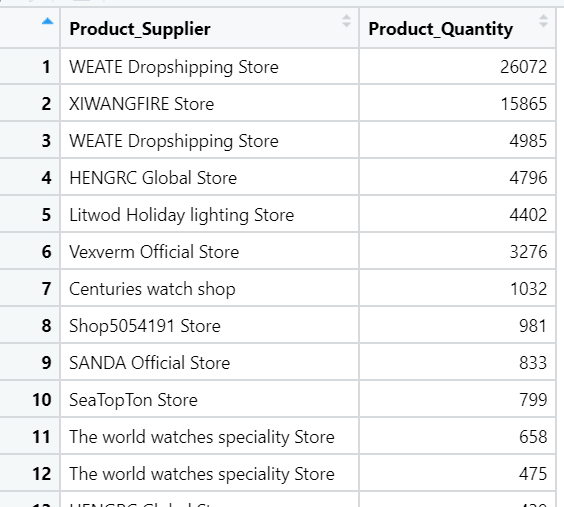 Product_Supplier Product_Quantity
1 WEATE Dropshipping Store 26072
2 XIWANGFIRE Store 15865
3 WEATE Dropshipping Store 4985
4 HENGRC Global Store 4796
5 Litwod Holiday lighting Store 4402
6 Vexverm Official Store 3276
7 Centuries watch shop 1032
8 Shop5054191 Store 981
9 SANDA Official Store 833
10 SeaTopTon Store 799
11 The world watches speciality Store 658
12 The world watches speciality Store 475